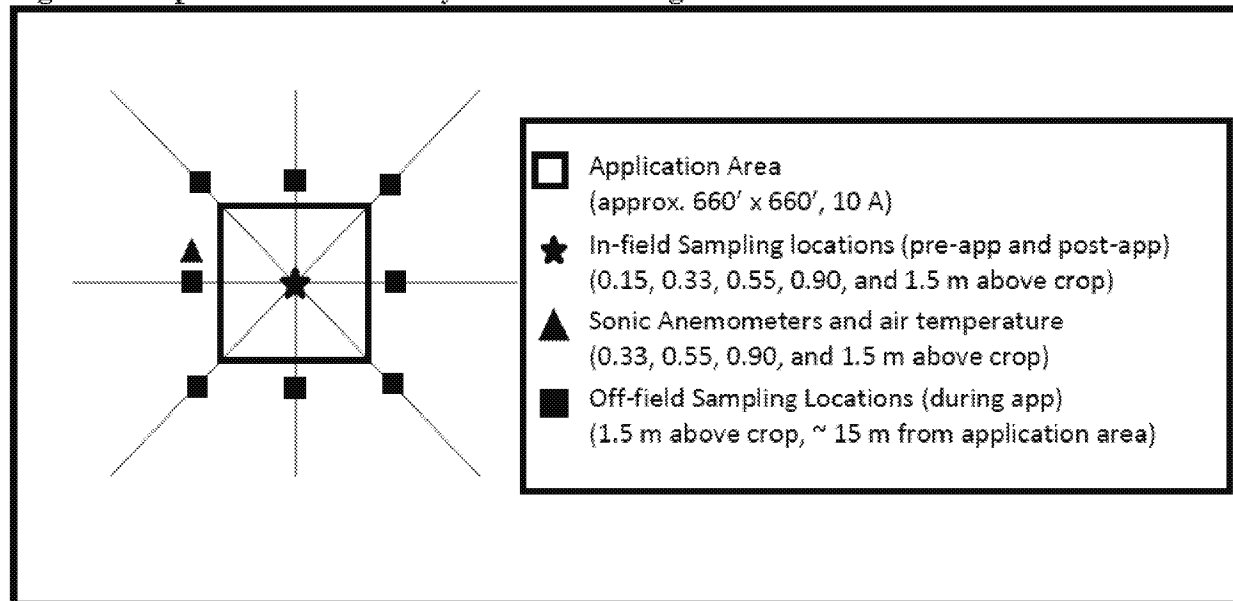 Application Area
(approx. 660' x 660', 10 A)
In-field Sampling locations (pre-app and post-app)
(0.15, 0.33, 0.55, 0.90, and 1.5 m above crop)
Sonic Anemometers and air temperature
(0.33, 0.55, 0.90, and 1.5 m above crop)
Off-field Sampling Locations (during app)
(1.5 m above crop, ~ 15 m from application area)